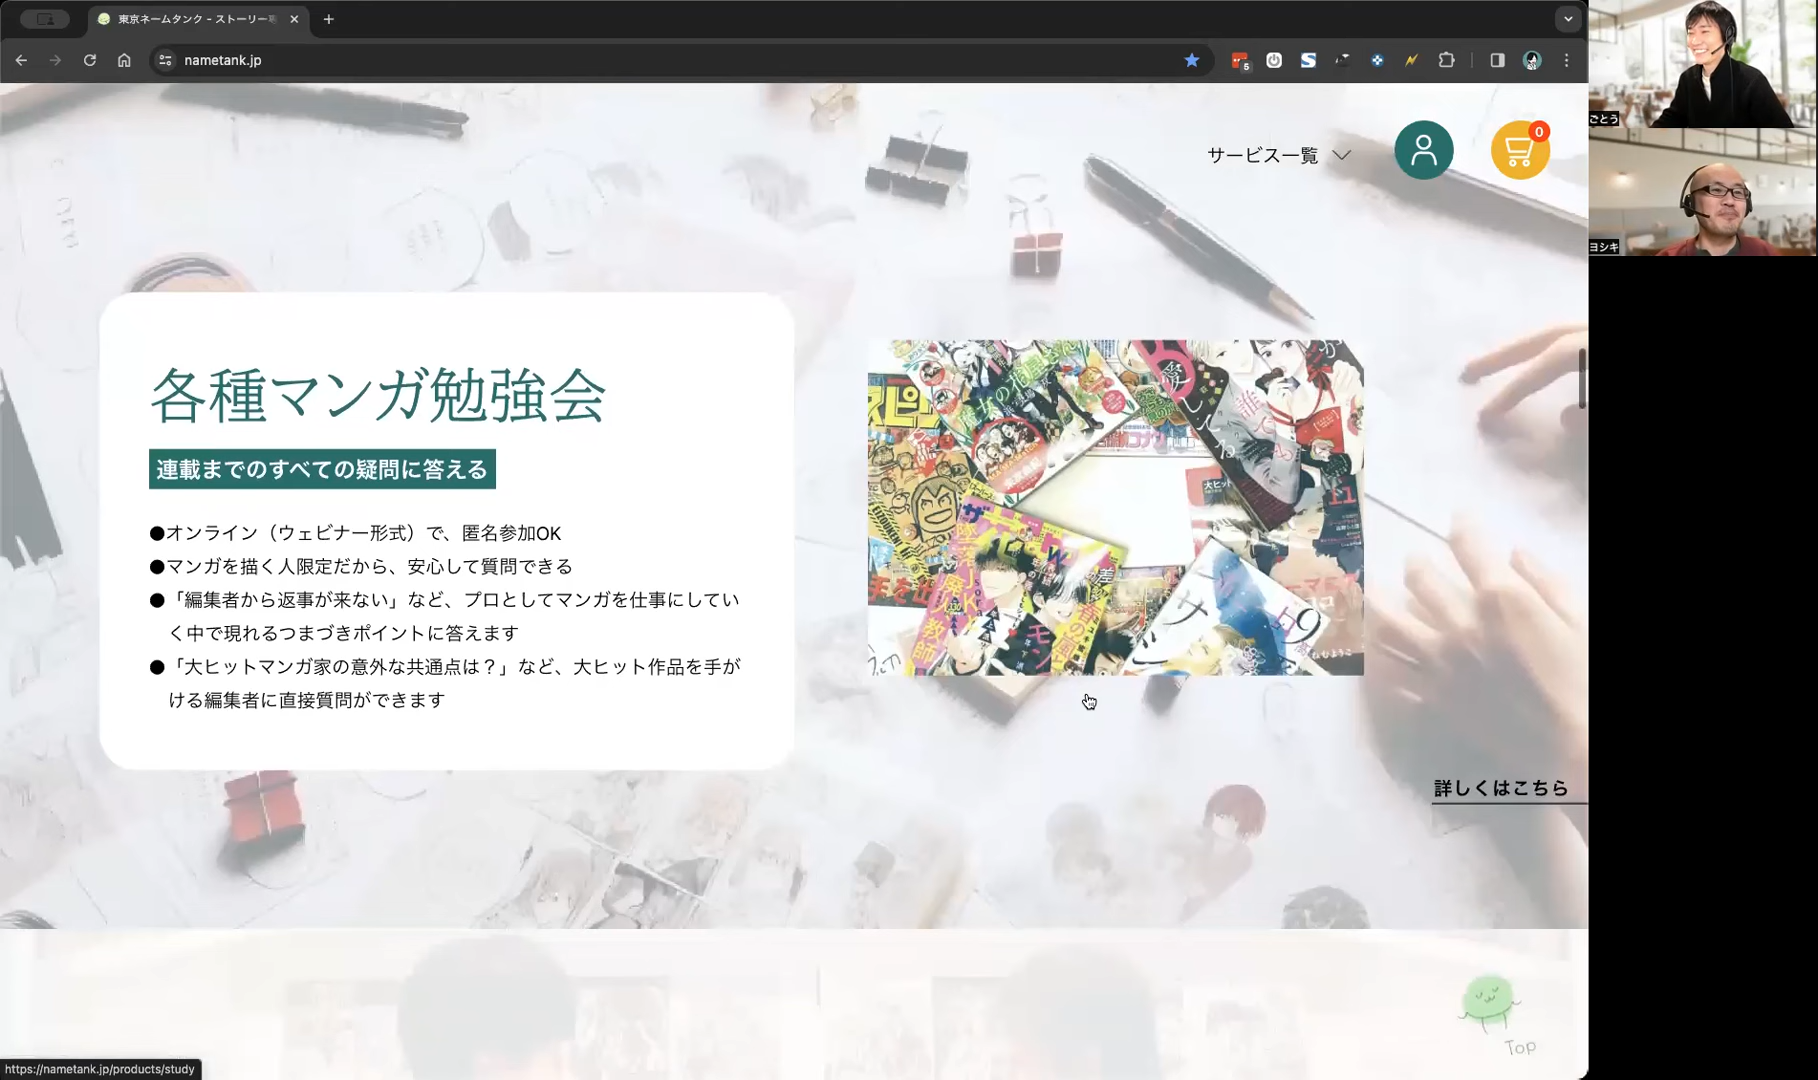 東京ネームタンク - ストーリー専
nametank.jp
5
サービス一覧
0
ごとう
ヨシキ
各種マンガ勉強会
連載までのすべての疑問に答える
●オンライン（ウェビナー形式）で、匿名参加OK
●マンガを描く人限定だから、安心して質問できる
●「編集者から返事が来ない」など、プロとしてマンガを仕事にしてい
く中で現れるつまづきポイントに答えます
●「大ヒットマンガ家の意外な共通点は？」など、大ヒット作品を手が
ける編集者に直接質問ができます
詳しくはこちら
Top
https://nametank.jp/products/study